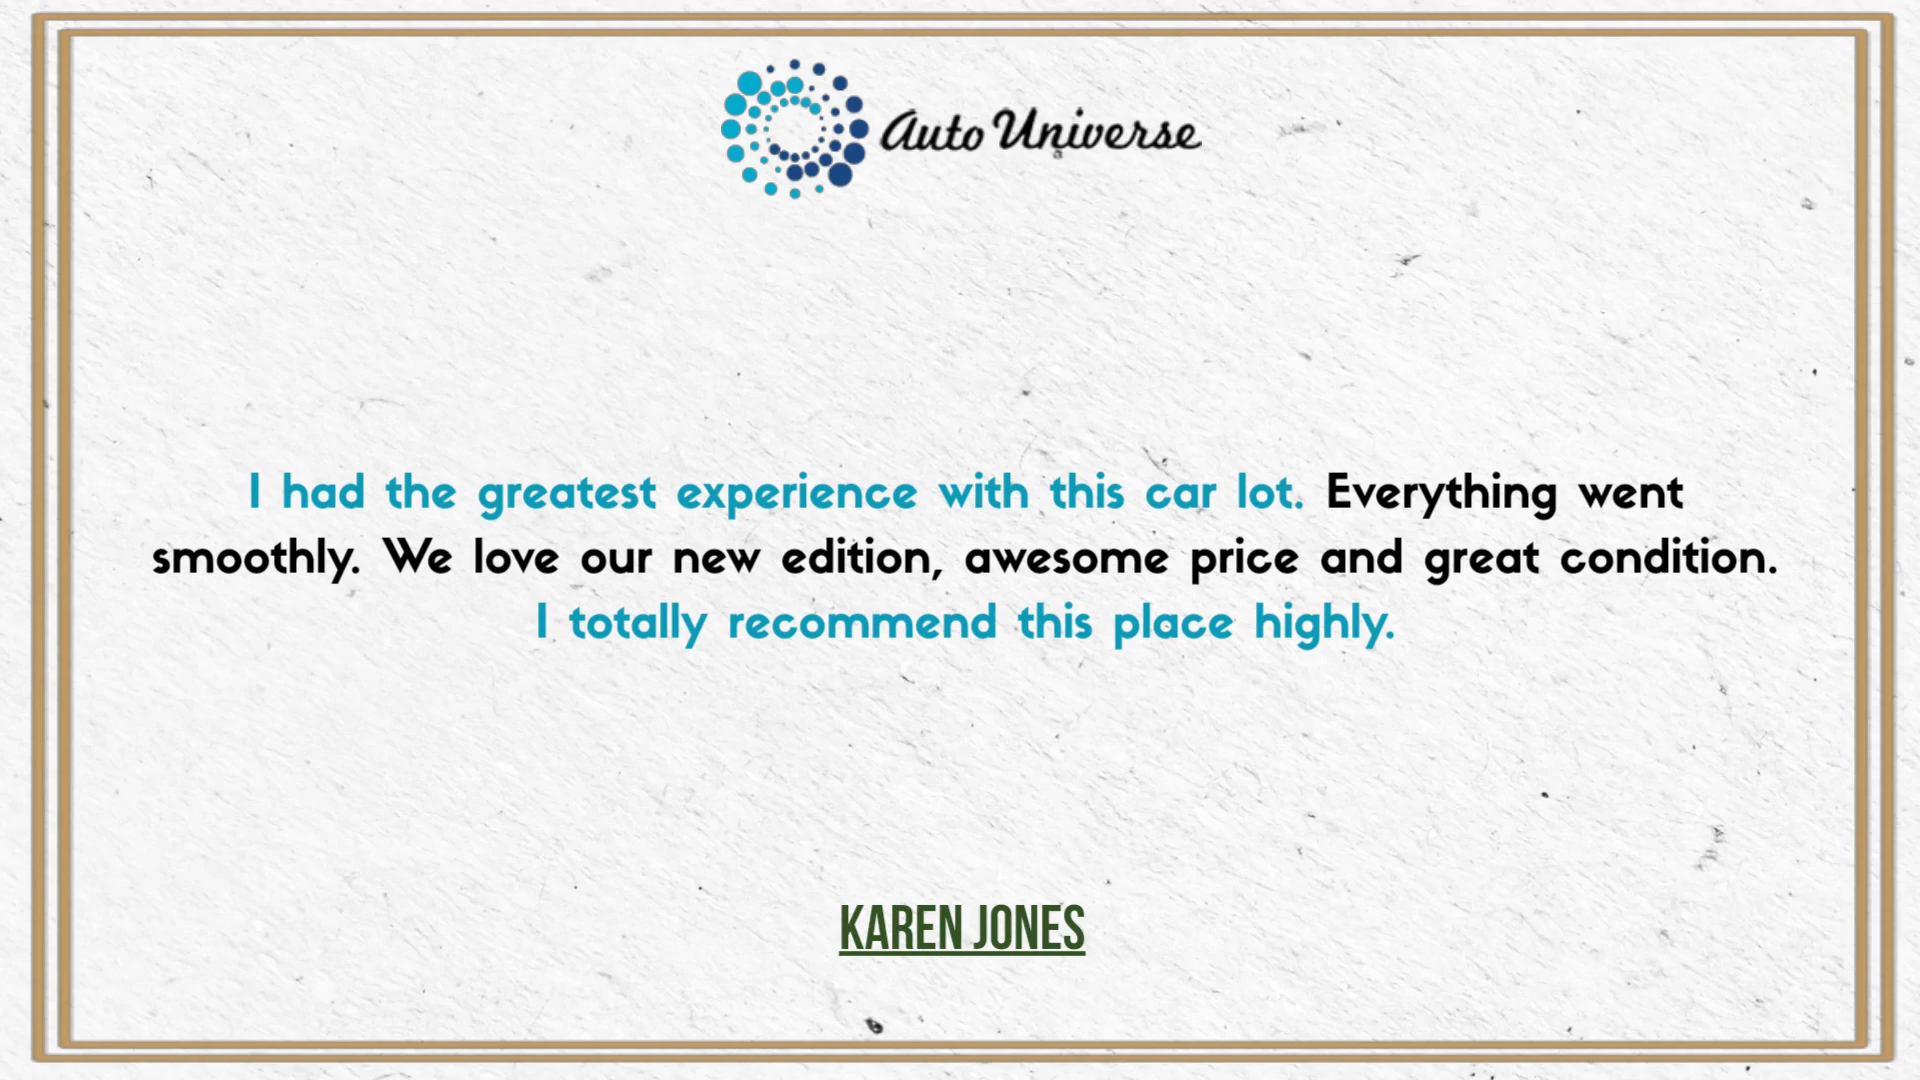 Auto Universe
I had the greatest experience with this car lot. Everything went
smoothly. We love our new edition, awesome price and great condition.
I totally recommend this place highly.
KAREN JONES